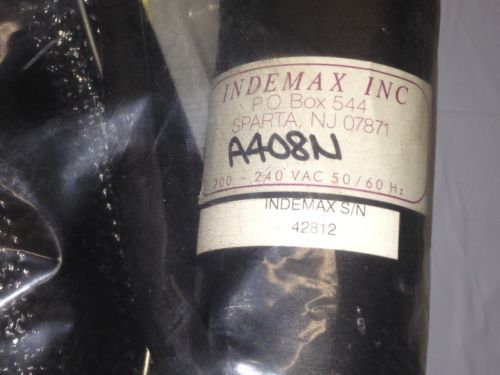 INDEMAX INC
P.O. Box 544
SPARTA, NJ 07871
A408N
200 - 240 VAC 50/60 Hz
INDEMAX S/N
42812